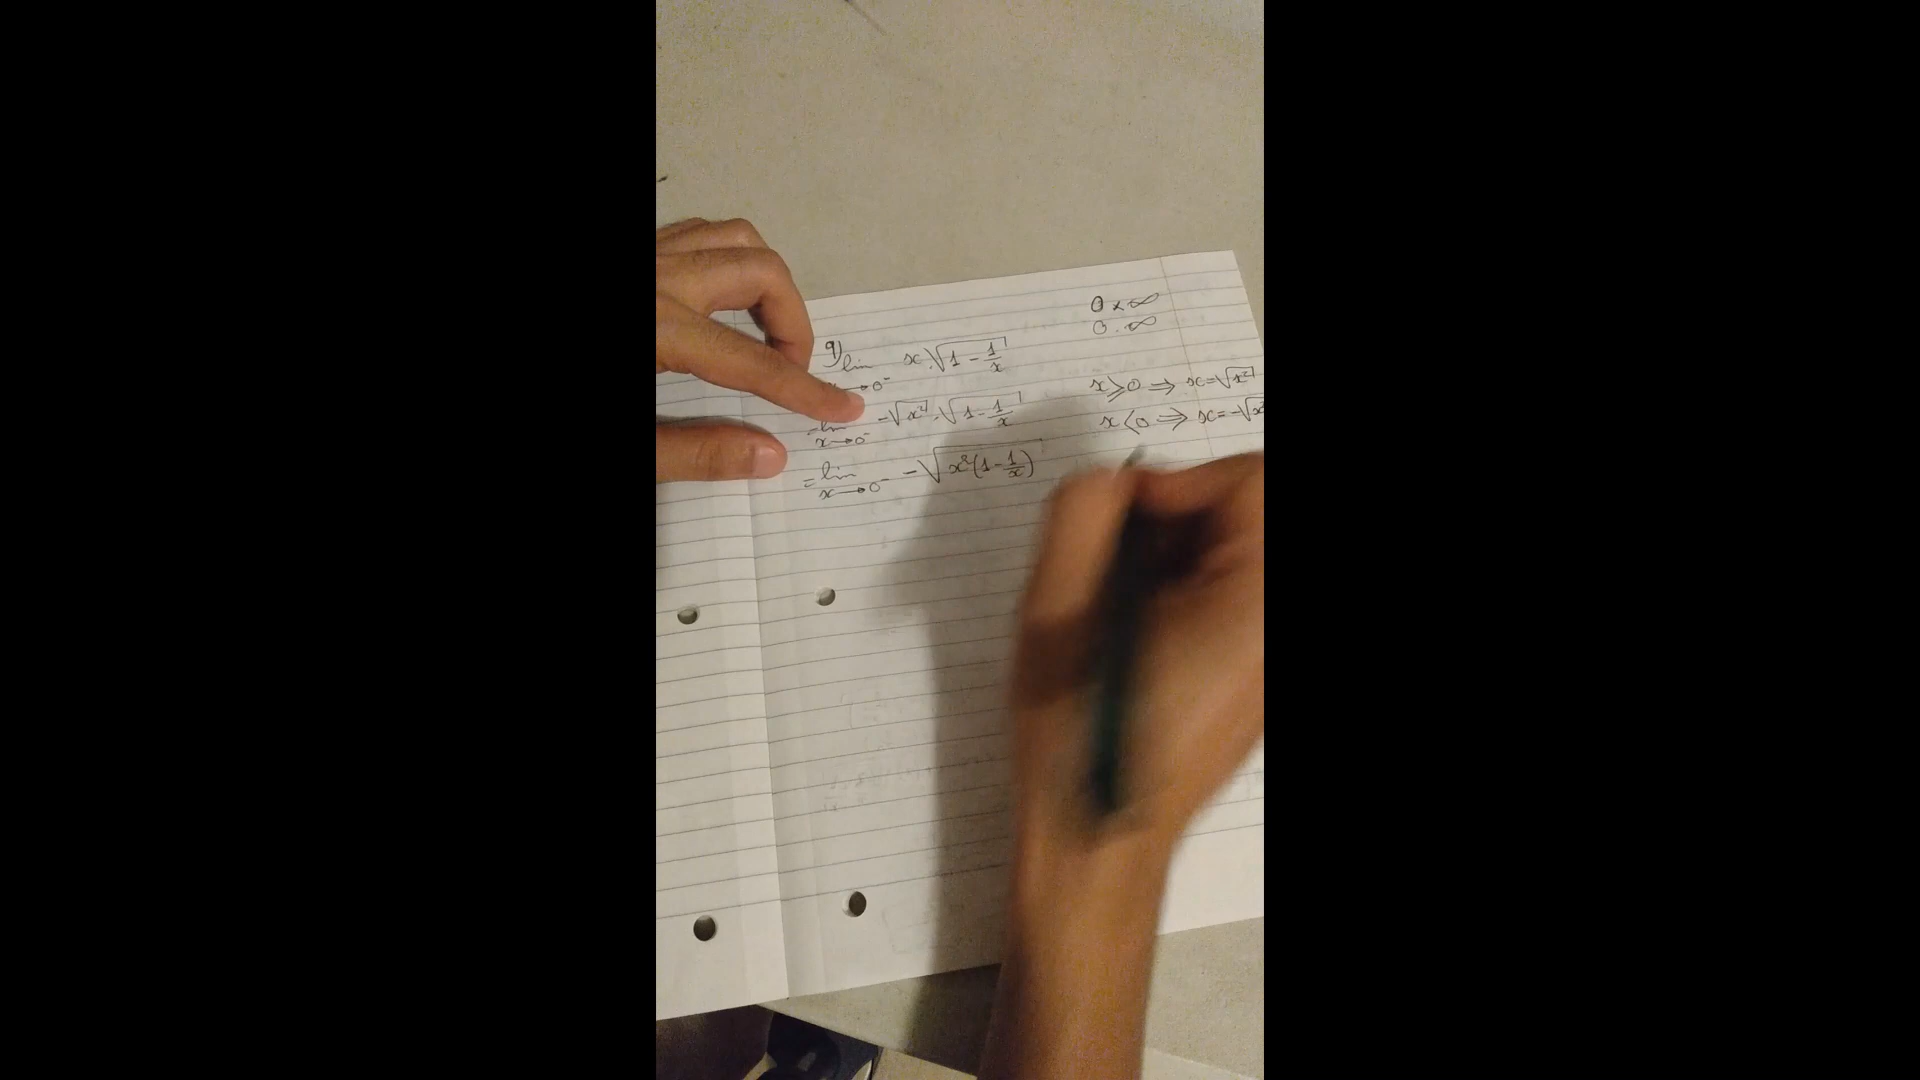 0 × ∞
0 . ∞
9) lim x→0⁻ x.√(1 - 1/x)
x ⩾ 0 ⇒ x = √x²
= lim x→0⁻ -√x² . √(1 - 1/x)
x < 0 ⇒ x = -√x²
= lim x→0⁻ -√(x²(1 - 1/x))